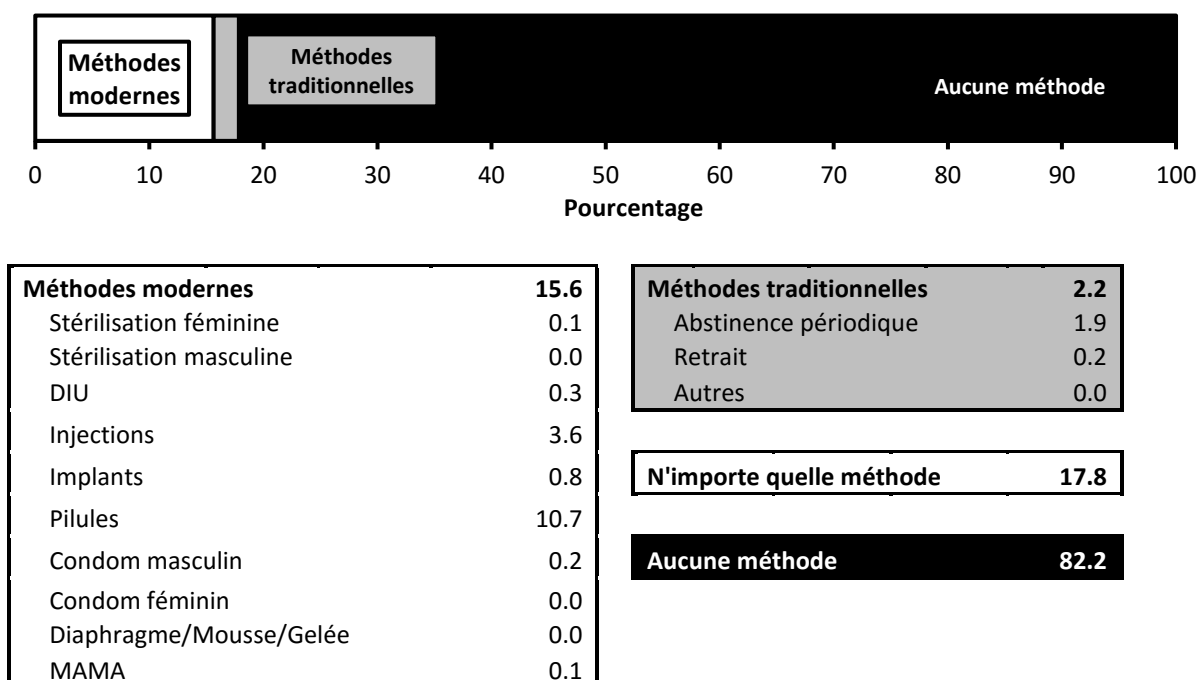 Méthodes
modernes
Méthodes
traditionnelles
Aucune méthode
0 10 20 30 40 50 60 70 80 90 100
Pourcentage
Méthodes modernes 15.6
Stérilisation féminine 0.1
Stérilisation masculine 0.0
DIU 0.3
Injections 3.6
Implants 0.8
Pilules 10.7
Condom masculin 0.2
Condom féminin 0.0
Diaphragme/Mousse/Gelée 0.0
MAMA 0.1
Méthodes traditionnelles 2.2
Abstinence périodique 1.9
Retrait 0.2
Autres 0.0
N'importe quelle méthode 17.8
Aucune méthode 82.2